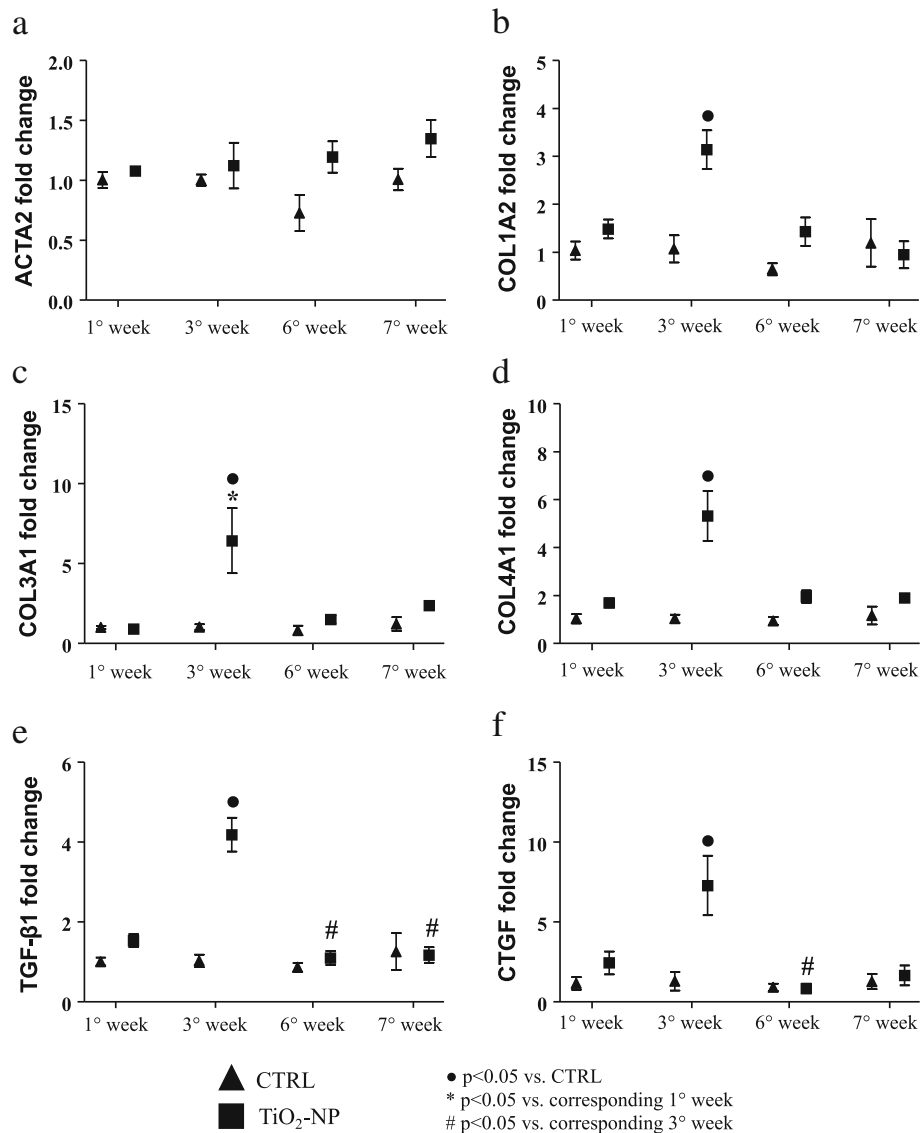 a
ACTA2 fold change
2.0
1.5
1.0
0.5
0.0
1° week 3° week 6° week 7° week
b
COL1A2 fold change
5
4
3
2
1
0
●
1° week 3° week 6° week 7° week
c
COL3A1 fold change
15
10
5
0
●
*
1° week 3° week 6° week 7° week
d
COL4A1 fold change
10
8
6
4
2
0
●
1° week 3° week 6° week 7° week
e
TGF-β1 fold change
6
4
2
0
●
# #
1° week 3° week 6° week 7° week
f
CTGF fold change
15
10
5
0
●
#
1° week 3° week 6° week 7° week
▲ CTRL
■ TiO₂-NP
● p<0.05 vs. CTRL
* p<0.05 vs. corresponding 1° week
# p<0.05 vs. corresponding 3° week